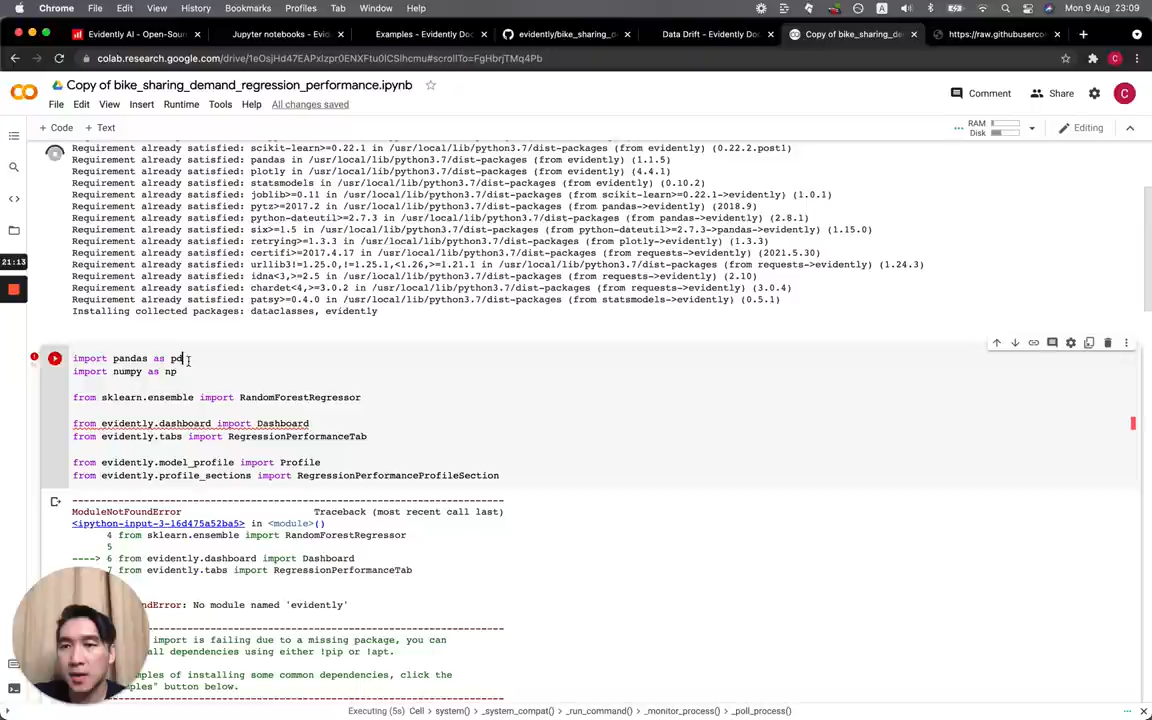 Chrome File Edit View History Bookmarks Profiles Tab Window Help A Mon 9 Aug 23:09
Evidently AI - Open-Sour
Jupyter notebooks - Evid
Examples - Evidently Doc
evidently/bike_sharing_dem
Data Drift - Evidently Doc
Copy of bike_sharing_dem
https://raw.githubuserco
colab.research.google.com/drive/1eOsjHd47EAPxIzpr0ENXFtu0ICSlhcmu#scrollTo=FgHbrjTMq4Pb
Copy of bike_sharing_demand_regression_performance.ipynb
Comment Share C
File Edit View Insert Runtime Tools Help All changes saved
+ Code + Text RAM Disk Editing
Requirement already satisfied: scikit-learn>=0.22.1 in /usr/local/lib/python3.7/dist-packages (from evidently) (0.22.2.post1)
Requirement already satisfied: pandas in /usr/local/lib/python3.7/dist-packages (from evidently) (1.1.5)
Requirement already satisfied: plotly in /usr/local/lib/python3.7/dist-packages (from evidently) (4.4.1)
Requirement already satisfied: statsmodels in /usr/local/lib/python3.7/dist-packages (from evidently) (0.10.2)
Requirement already satisfied: joblib>=0.11 in /usr/local/lib/python3.7/dist-packages (from scikit-learn>=0.22.1->evidently) (1.0.1)
Requirement already satisfied: pytz>=2017.2 in /usr/local/lib/python3.7/dist-packages (from pandas->evidently) (2018.9)
Requirement already satisfied: python-dateutil>=2.7.3 in /usr/local/lib/python3.7/dist-packages (from pandas->evidently) (2.8.1)
Requirement already satisfied: six>=1.5 in /usr/local/lib/python3.7/dist-packages (from python-dateutil>=2.7.3->pandas->evidently) (1.15.0)
Requirement already satisfied: retrying>=1.3.3 in /usr/local/lib/python3.7/dist-packages (from plotly->evidently) (1.3.3)
Requirement already satisfied: certifi>=2017.4.17 in /usr/local/lib/python3.7/dist-packages (from requests->evidently) (2021.5.30)
Requirement already satisfied: urllib3!=1.25.0,!=1.25.1,<1.26,>=1.21.1 in /usr/local/lib/python3.7/dist-packages (from requests->evidently) (1.24.3)
Requirement already satisfied: idna<3,>=2.5 in /usr/local/lib/python3.7/dist-packages (from requests->evidently) (2.10)
Requirement already satisfied: chardet<4,>=3.0.2 in /usr/local/lib/python3.7/dist-packages (from requests->evidently) (3.0.4)
Requirement already satisfied: patsy>=0.4.0 in /usr/local/lib/python3.7/dist-packages (from statsmodels->evidently) (0.5.1)
Installing collected packages: dataclasses, evidently
21:13
import pandas as pd
import numpy as np
from sklearn.ensemble import RandomForestRegressor
from evidently.dashboard import Dashboard
from evidently.tabs import RegressionPerformanceTab
from evidently.model_profile import Profile
from evidently.profile_sections import RegressionPerformanceProfileSection
ModuleNotFoundError Traceback (most recent call last)
<ipython-input-3-16d475a52ba5> in <module>()
4 from sklearn.ensemble import RandomForestRegressor
5
----> 6 from evidently.dashboard import Dashboard
7 from evidently.tabs import RegressionPerformanceTab
ndError: No module named 'evidently'
import is failing due to a missing package, you can
all dependencies using either !pip or !apt.
amples of installing some common dependencies, click the
mples" button below.
Executing (5s) Cell > system() > _system_compat() > _run_command() > _monitor_process() > _poll_process()